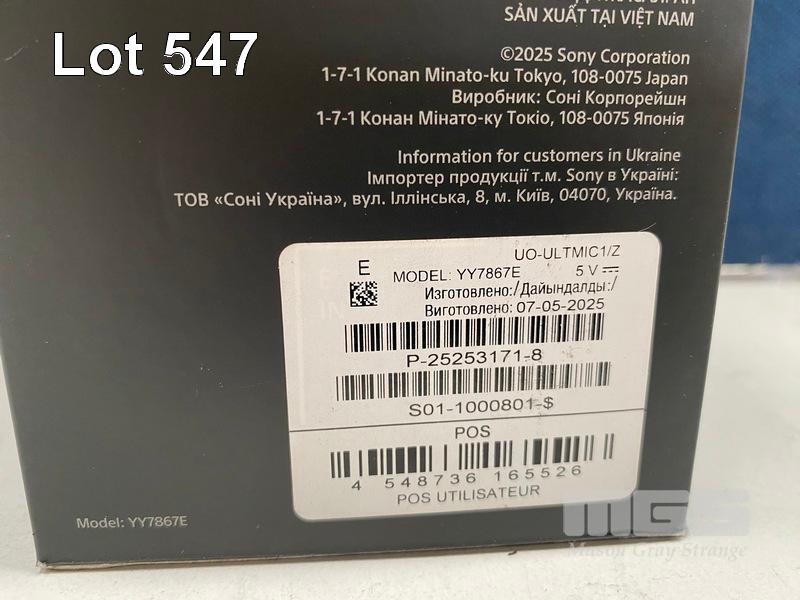 Lot 547
SẢN XUẤT TẠI VIỆT NAM
©2025 Sony Corporation
1-7-1 Konan Minato-ku Tokyo, 108-0075 Japan
Виробник: Соні Корпорейшн
1-7-1 Конан Мінато-ку Токіо, 108-0075 Японія
Information for customers in Ukraine
Імпортер продукції т.м. Sony в Україні:
ТОВ «Соні Україна», вул. Іллінська, 8, м. Київ, 04070, Україна.
UO-ULTMIC1/Z
E
MODEL: YY7867E 5 V
Изготовлено:/Дайындалды:/
Виготовлено: 07-05-2025
P-25253171-8
S01-1000801-$
POS
4 548736 165526
POS UTILISATEUR
Model: YY7867E
MGS
Mason Gray Strange